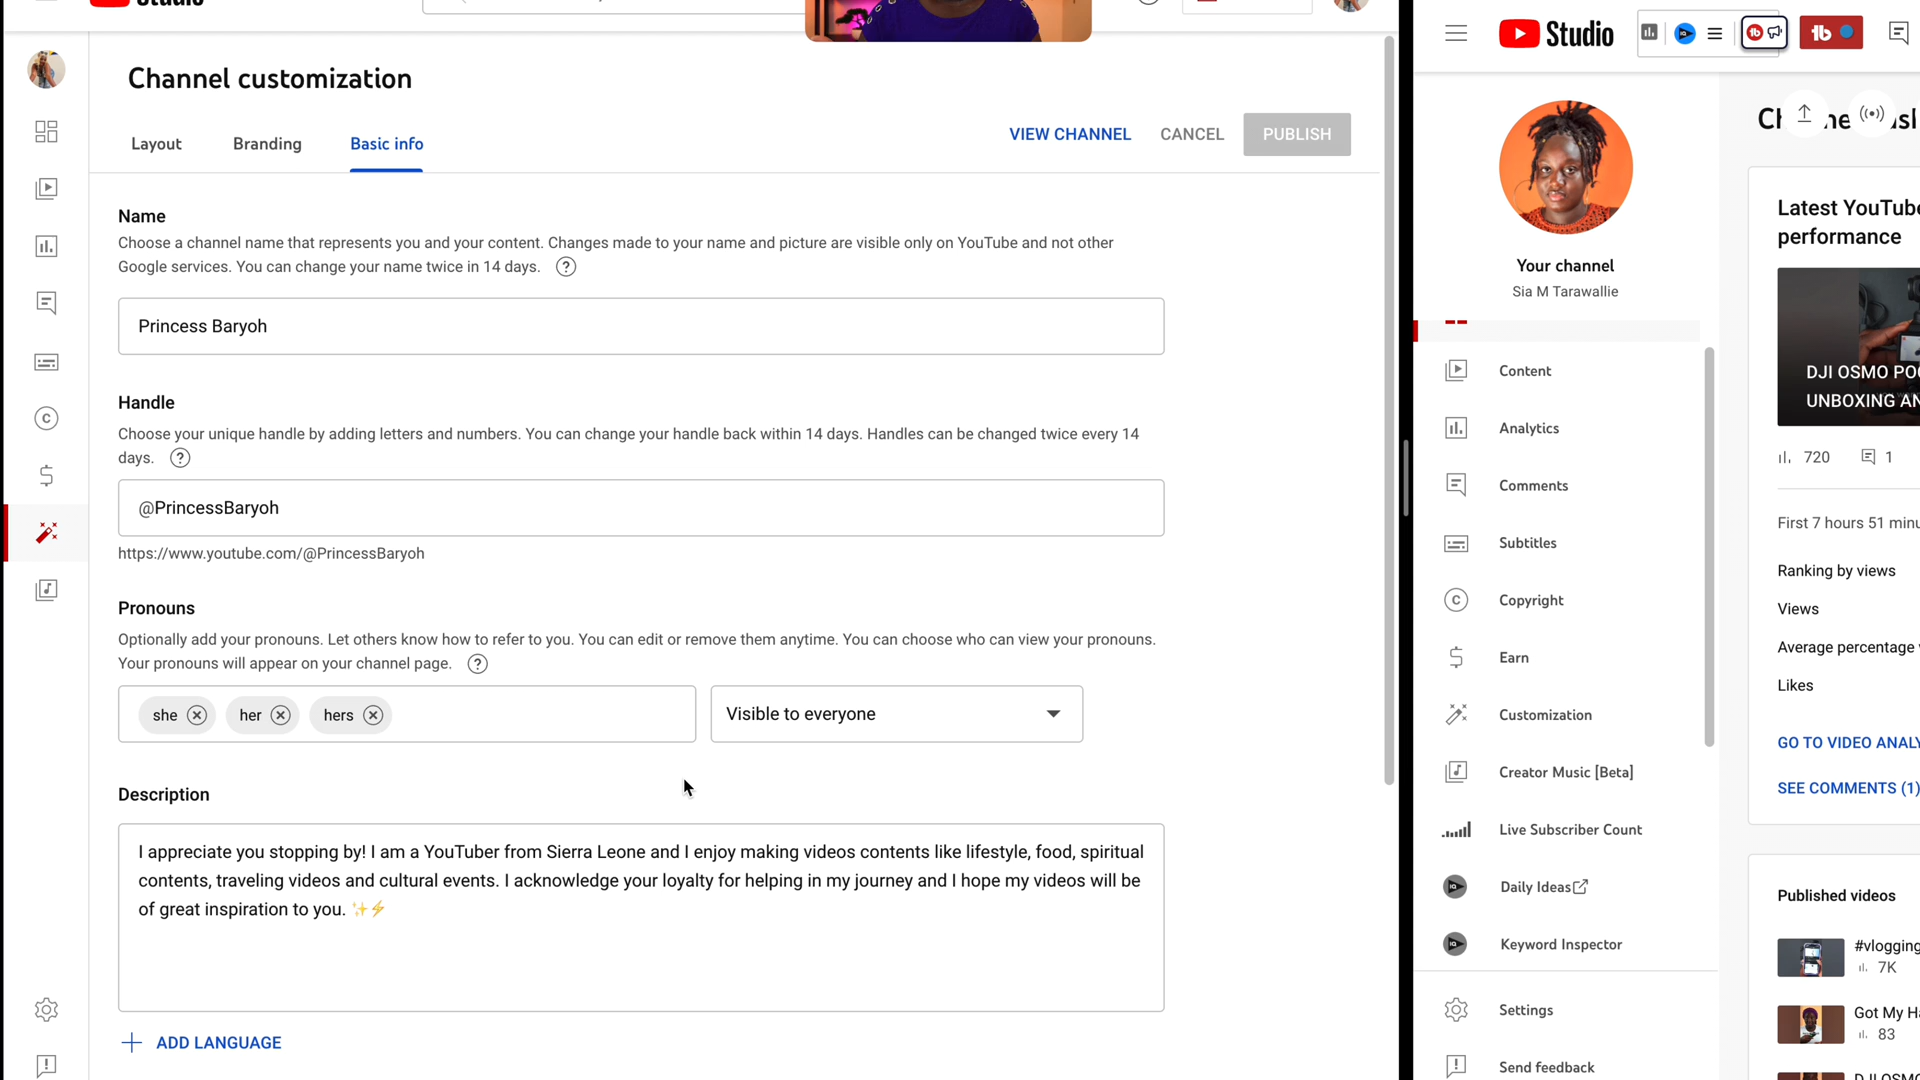 Studio
Channel customization
Layout
Branding
Basic info
VIEW CHANNEL
CANCEL
PUBLISH
Name
Choose a channel name that represents you and your content. Changes made to your name and picture are visible only on YouTube and not other
Google services. You can change your name twice in 14 days.
Princess Baryoh
Handle
Choose your unique handle by adding letters and numbers. You can change your handle back within 14 days. Handles can be changed twice every 14
days.
@PrincessBaryoh
https://www.youtube.com/@PrincessBaryoh
Pronouns
Optionally add your pronouns. Let others know how to refer to you. You can edit or remove them anytime. You can choose who can view your pronouns.
Your pronouns will appear on your channel page.
she
her
hers
Visible to everyone
Description
I appreciate you stopping by! I am a YouTuber from Sierra Leone and I enjoy making videos contents like lifestyle, food, spiritual
contents, traveling videos and cultural events. I acknowledge your loyalty for helping in my journey and I hope my videos will be
of great inspiration to you. ✨⚡
ADD LANGUAGE
Studio
Your channel
Sia M Tarawallie
Content
Analytics
Comments
Subtitles
Copyright
Earn
Customization
Creator Music [Beta]
Live Subscriber Count
Daily Ideas
Keyword Inspector
Settings
Send feedback
Latest YouTube
performance
DJI OSMO PO
UNBOXING AN
720
1
First 7 hours 51 minu
Ranking by views
Views
Average percentage
Likes
GO TO VIDEO ANALY
SEE COMMENTS (1)
Published videos
#vlogging
7K
Got My Ha
83